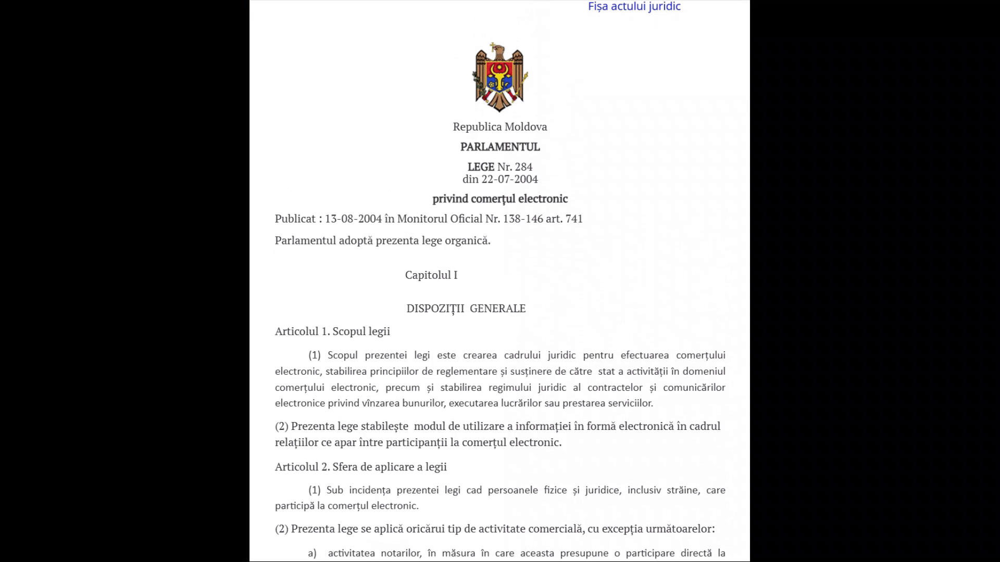 Fișa actului juridic
Republica Moldova
PARLAMENTUL
LEGE Nr. 284
din 22-07-2004
privind comerțul electronic
Publicat : 13-08-2004 în Monitorul Oficial Nr. 138-146 art. 741
Parlamentul adoptă prezenta lege organică.
Capitolul I
DISPOZIȚII GENERALE
Articolul 1. Scopul legii
(1) Scopul prezentei legi este crearea cadrului juridic pentru efectuarea comerțului
electronic, stabilirea principiilor de reglementare și susținere de către stat a activității în domeniul
comerțului electronic, precum și stabilirea regimului juridic al contractelor și comunicărilor
electronice privind vînzarea bunurilor, executarea lucrărilor sau prestarea serviciilor.
(2) Prezenta lege stabilește modul de utilizare a informației în formă electronică în cadrul
relațiilor ce apar între participanții la comerțul electronic.
Articolul 2. Sfera de aplicare a legii
(1) Sub incidența prezentei legi cad persoanele fizice și juridice, inclusiv străine, care
participă la comerțul electronic.
(2) Prezenta lege se aplică oricărui tip de activitate comercială, cu excepția următoarelor:
a) activitatea notarilor, în măsura în care aceasta presupune o participare directă la